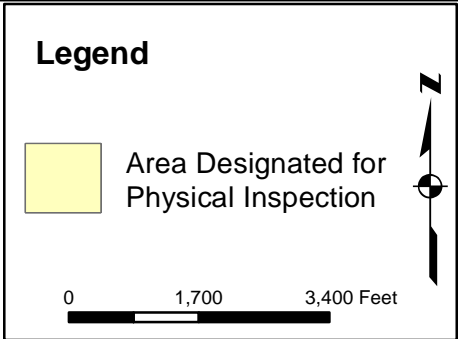 Legend
N
Area Designated for
Physical Inspection
0 1,700 3,400 Feet